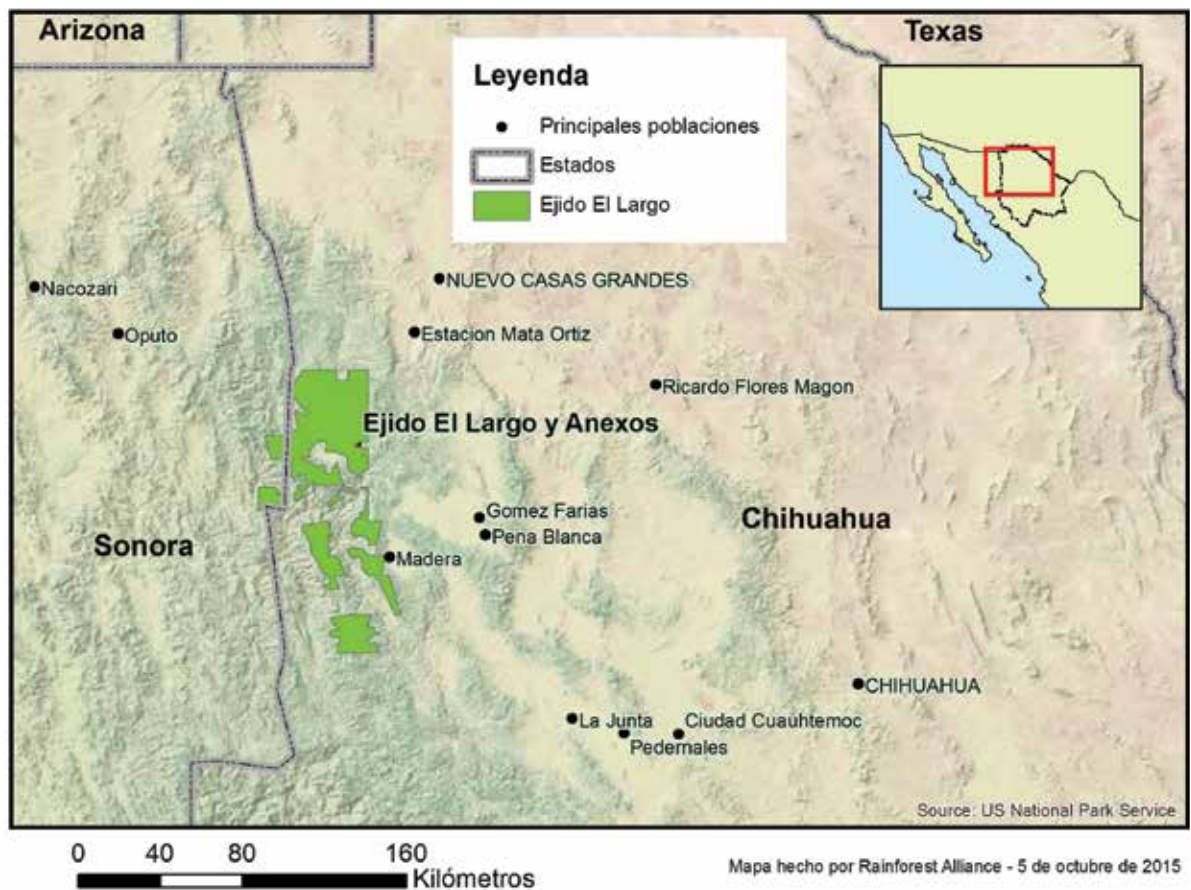 Arizona
Texas
Leyenda
Principales poblaciones
Estados
Ejido El Largo
Nacozari
NUEVO CASAS GRANDES
Oputo
Estacion Mata Ortiz
Ricardo Flores Magon
Ejido El Largo y Anexos
Gomez Farias
Chihuahua
Pena Blanca
Sonora
Madera
CHIHUAHUA
La Junta
Ciudad Cuauhtemoc
Pedernales
Source: US National Park Service
0 40 80 160
Kilómetros
Mapa hecho por Rainforest Alliance - 5 de octubre de 2015